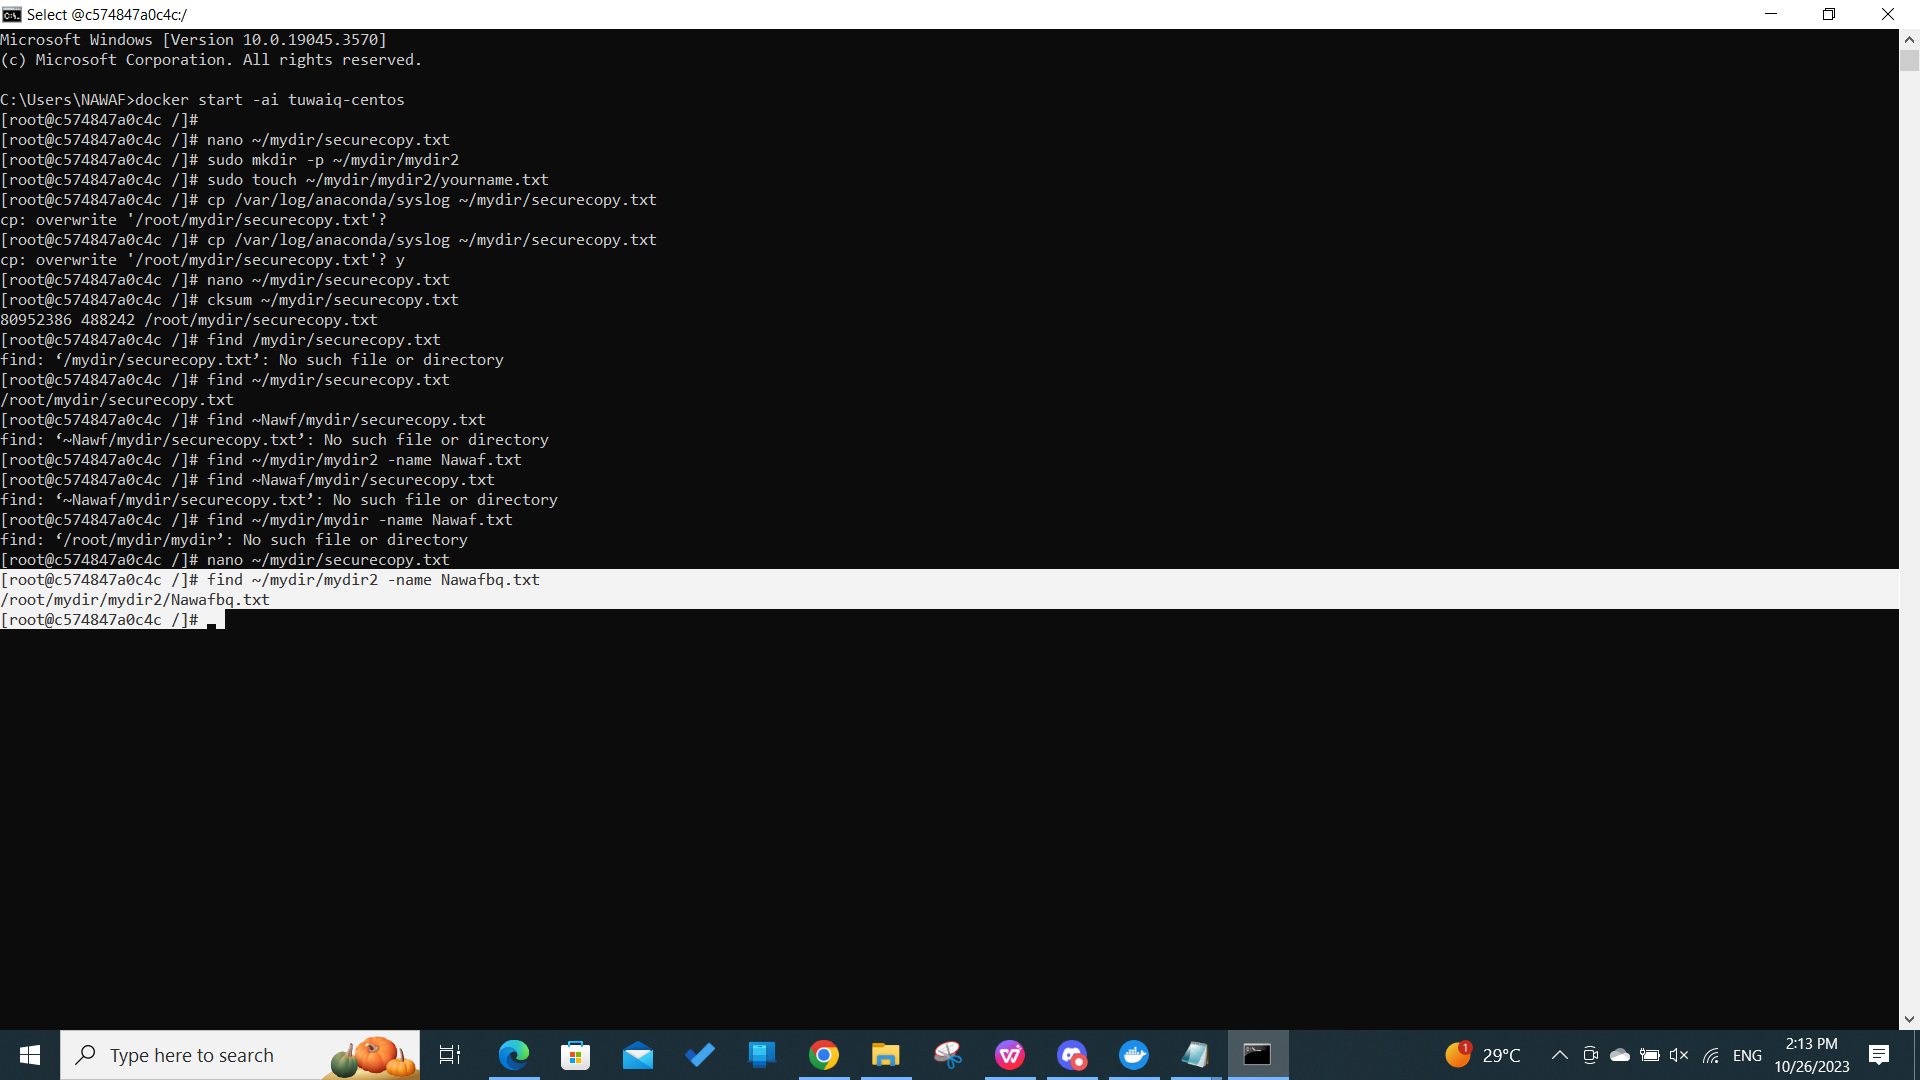 Select @c574847a0c4c:/
Microsoft Windows [Version 10.0.19045.3570]
(c) Microsoft Corporation. All rights reserved.
C:\Users\NAWAF>docker start -ai tuwaiq-centos
[root@c574847a0c4c /]#
[root@c574847a0c4c /]# nano ~/mydir/securecopy.txt
[root@c574847a0c4c /]# sudo mkdir -p ~/mydir/mydir2
[root@c574847a0c4c /]# sudo touch ~/mydir/mydir2/yourname.txt
[root@c574847a0c4c /]# cp /var/log/anaconda/syslog ~/mydir/securecopy.txt
cp: overwrite '/root/mydir/securecopy.txt'?
[root@c574847a0c4c /]# cp /var/log/anaconda/syslog ~/mydir/securecopy.txt
cp: overwrite '/root/mydir/securecopy.txt'? y
[root@c574847a0c4c /]# nano ~/mydir/securecopy.txt
[root@c574847a0c4c /]# cksum ~/mydir/securecopy.txt
80952386 488242 /root/mydir/securecopy.txt
[root@c574847a0c4c /]# find /mydir/securecopy.txt
find: ‘/mydir/securecopy.txt’: No such file or directory
[root@c574847a0c4c /]# find ~/mydir/securecopy.txt
/root/mydir/securecopy.txt
[root@c574847a0c4c /]# find ~Nawf/mydir/securecopy.txt
find: ‘~Nawf/mydir/securecopy.txt’: No such file or directory
[root@c574847a0c4c /]# find ~/mydir/mydir2 -name Nawaf.txt
[root@c574847a0c4c /]# find ~Nawaf/mydir/securecopy.txt
find: ‘~Nawaf/mydir/securecopy.txt’: No such file or directory
[root@c574847a0c4c /]# find ~/mydir/mydir -name Nawaf.txt
find: ‘/root/mydir/mydir’: No such file or directory
[root@c574847a0c4c /]# nano ~/mydir/securecopy.txt
[root@c574847a0c4c /]# find ~/mydir/mydir2 -name Nawafbq.txt
/root/mydir/mydir2/Nawafbq.txt
[root@c574847a0c4c /]#
Type here to search
1
29°C
ENG
2:13 PM
10/26/2023